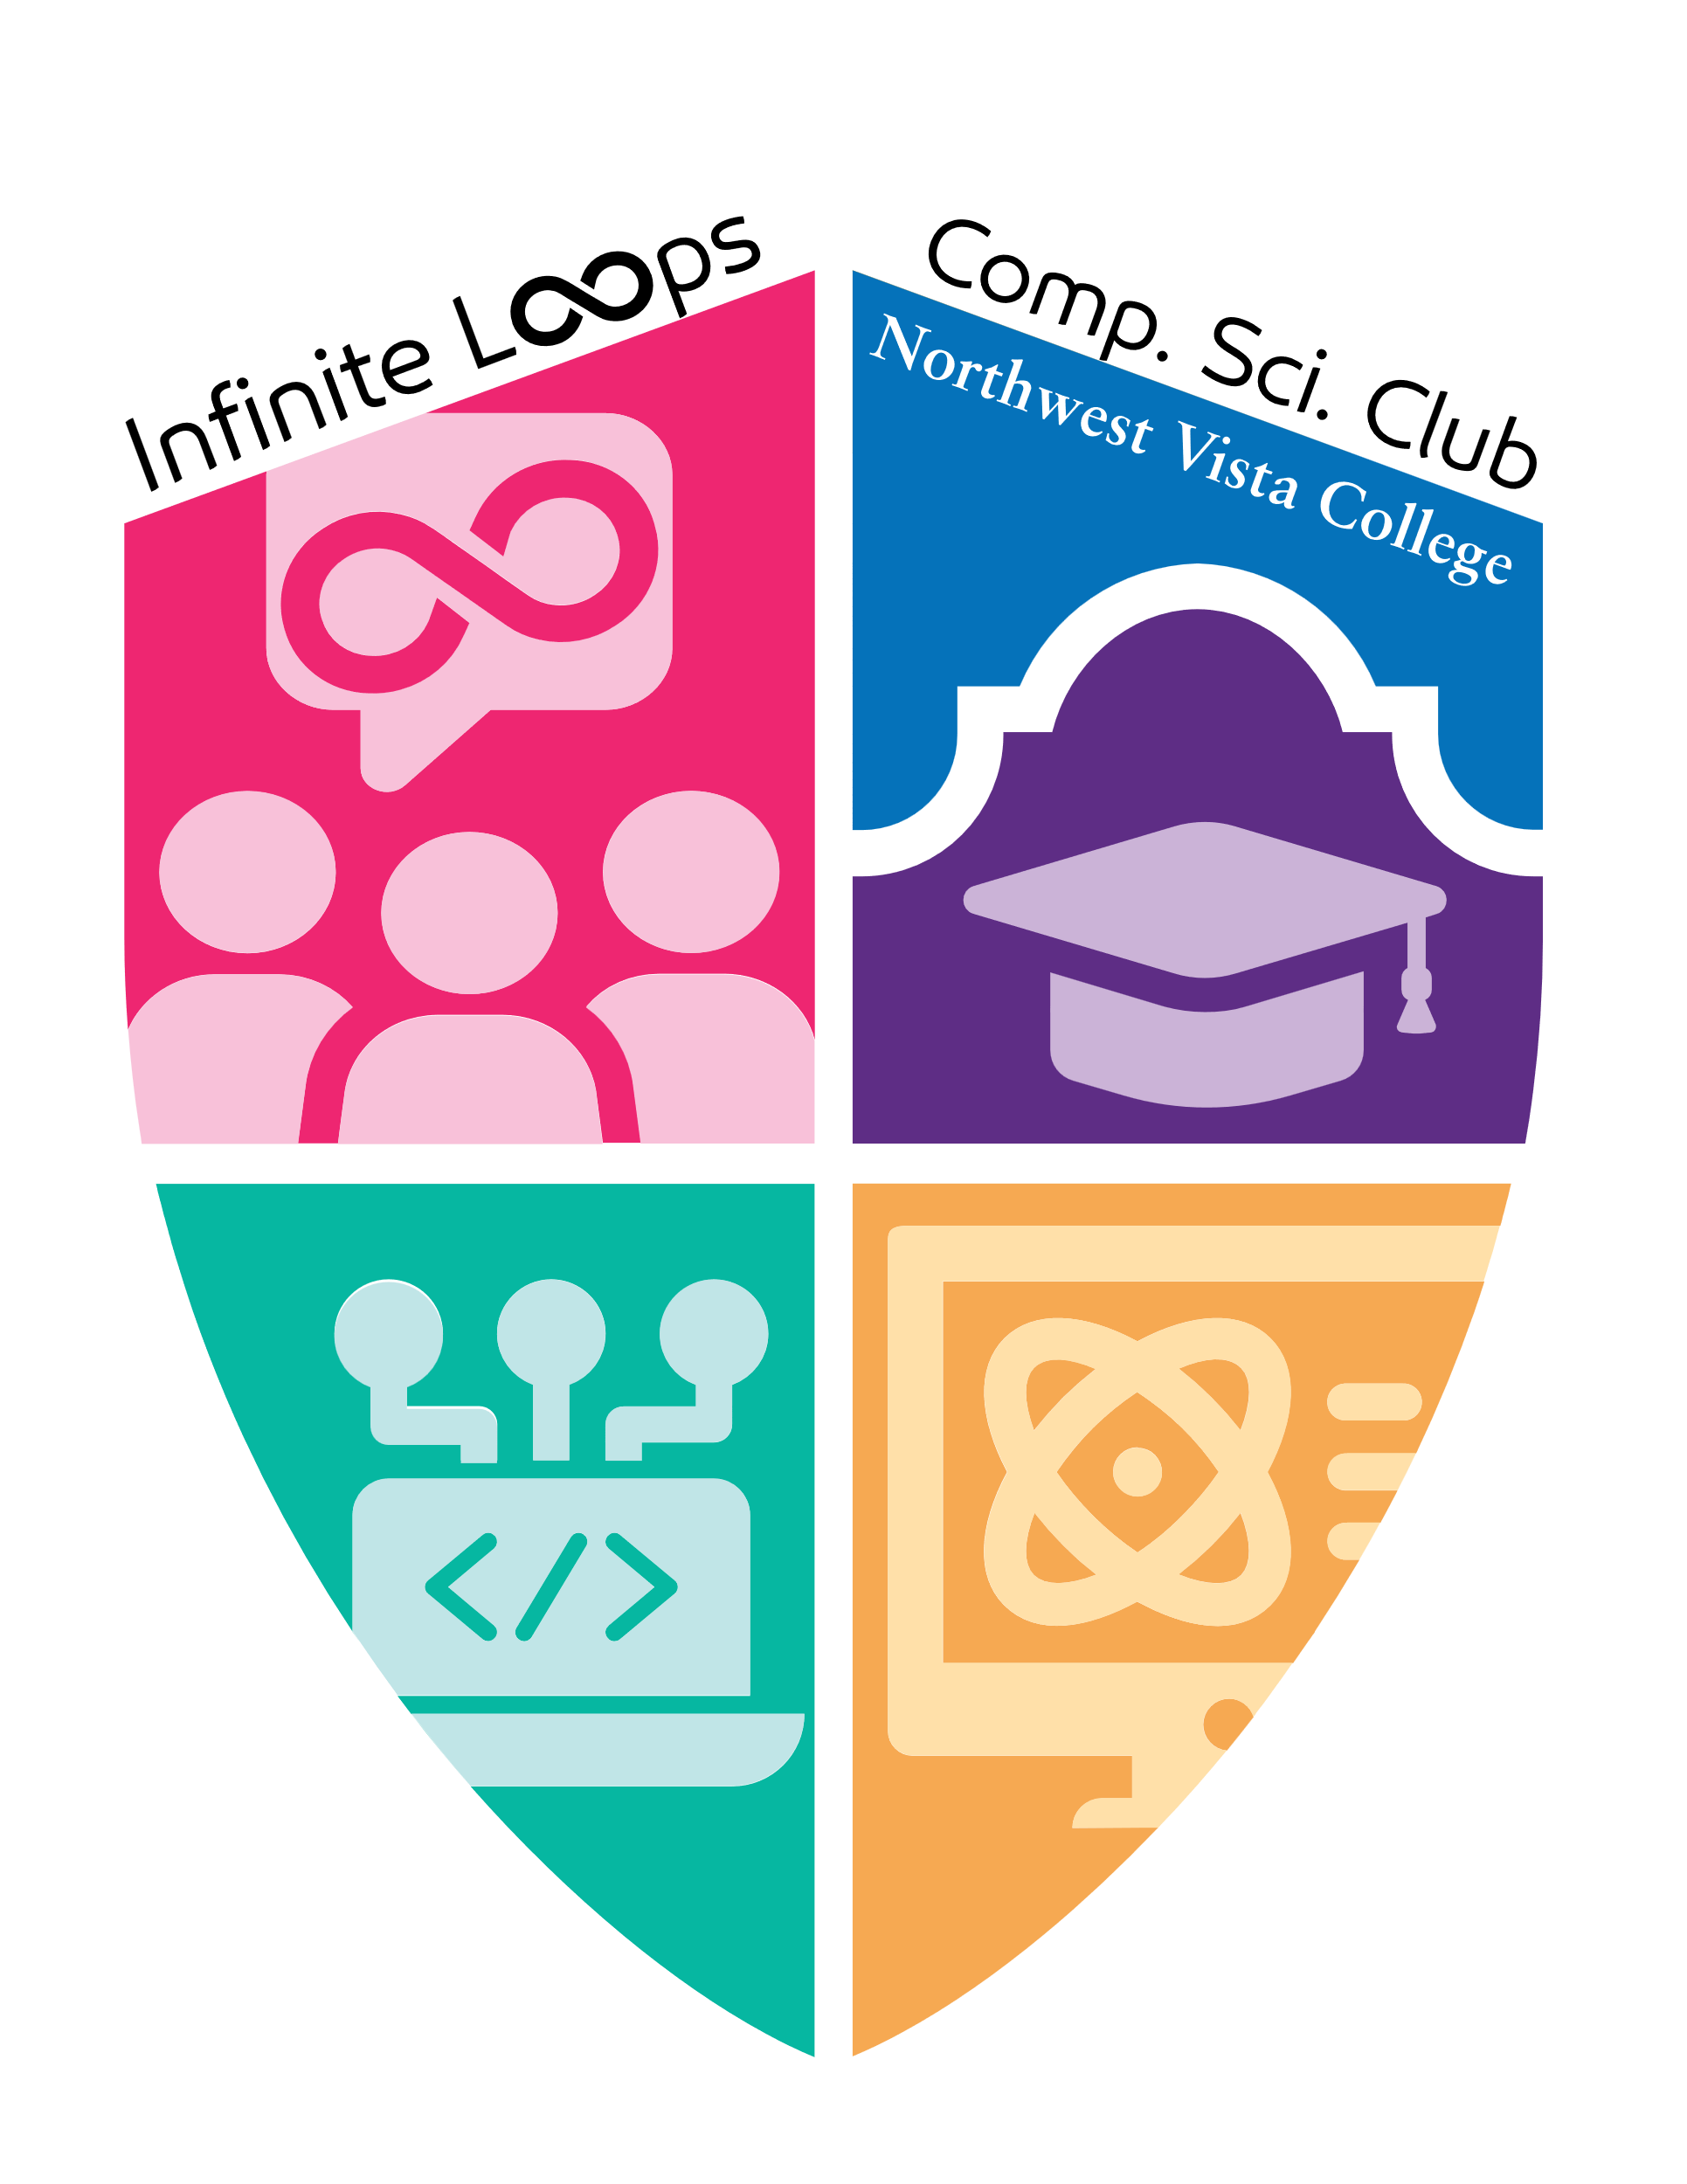 Infinite Loops
Comp. Sci. Club
Northwest Vista College
</>